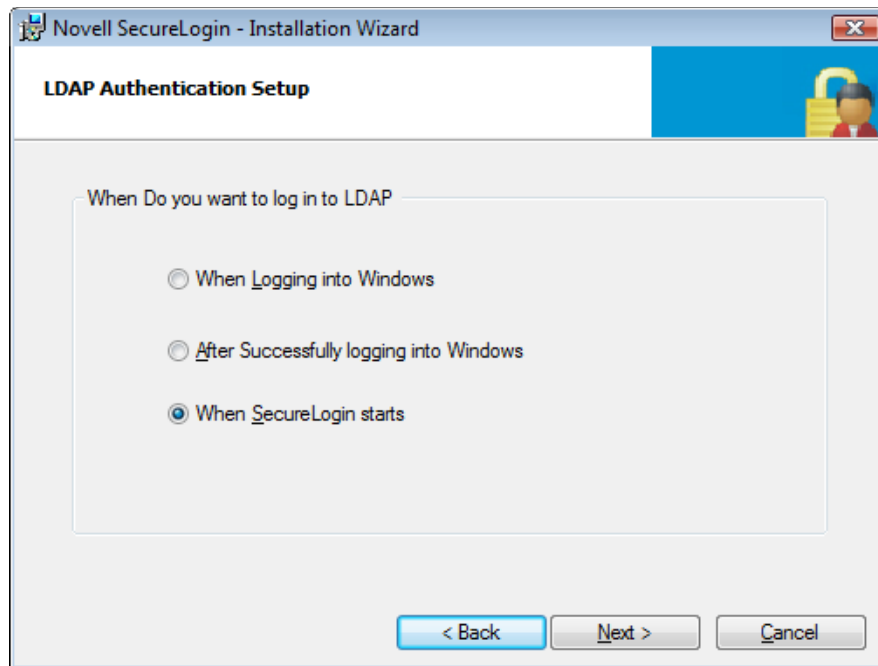 Novell SecureLogin - Installation Wizard
LDAP Authentication Setup
When Do you want to log in to LDAP
When Logging into Windows
After Successfully logging into Windows
When SecureLogin starts
< Back
Next >
Cancel